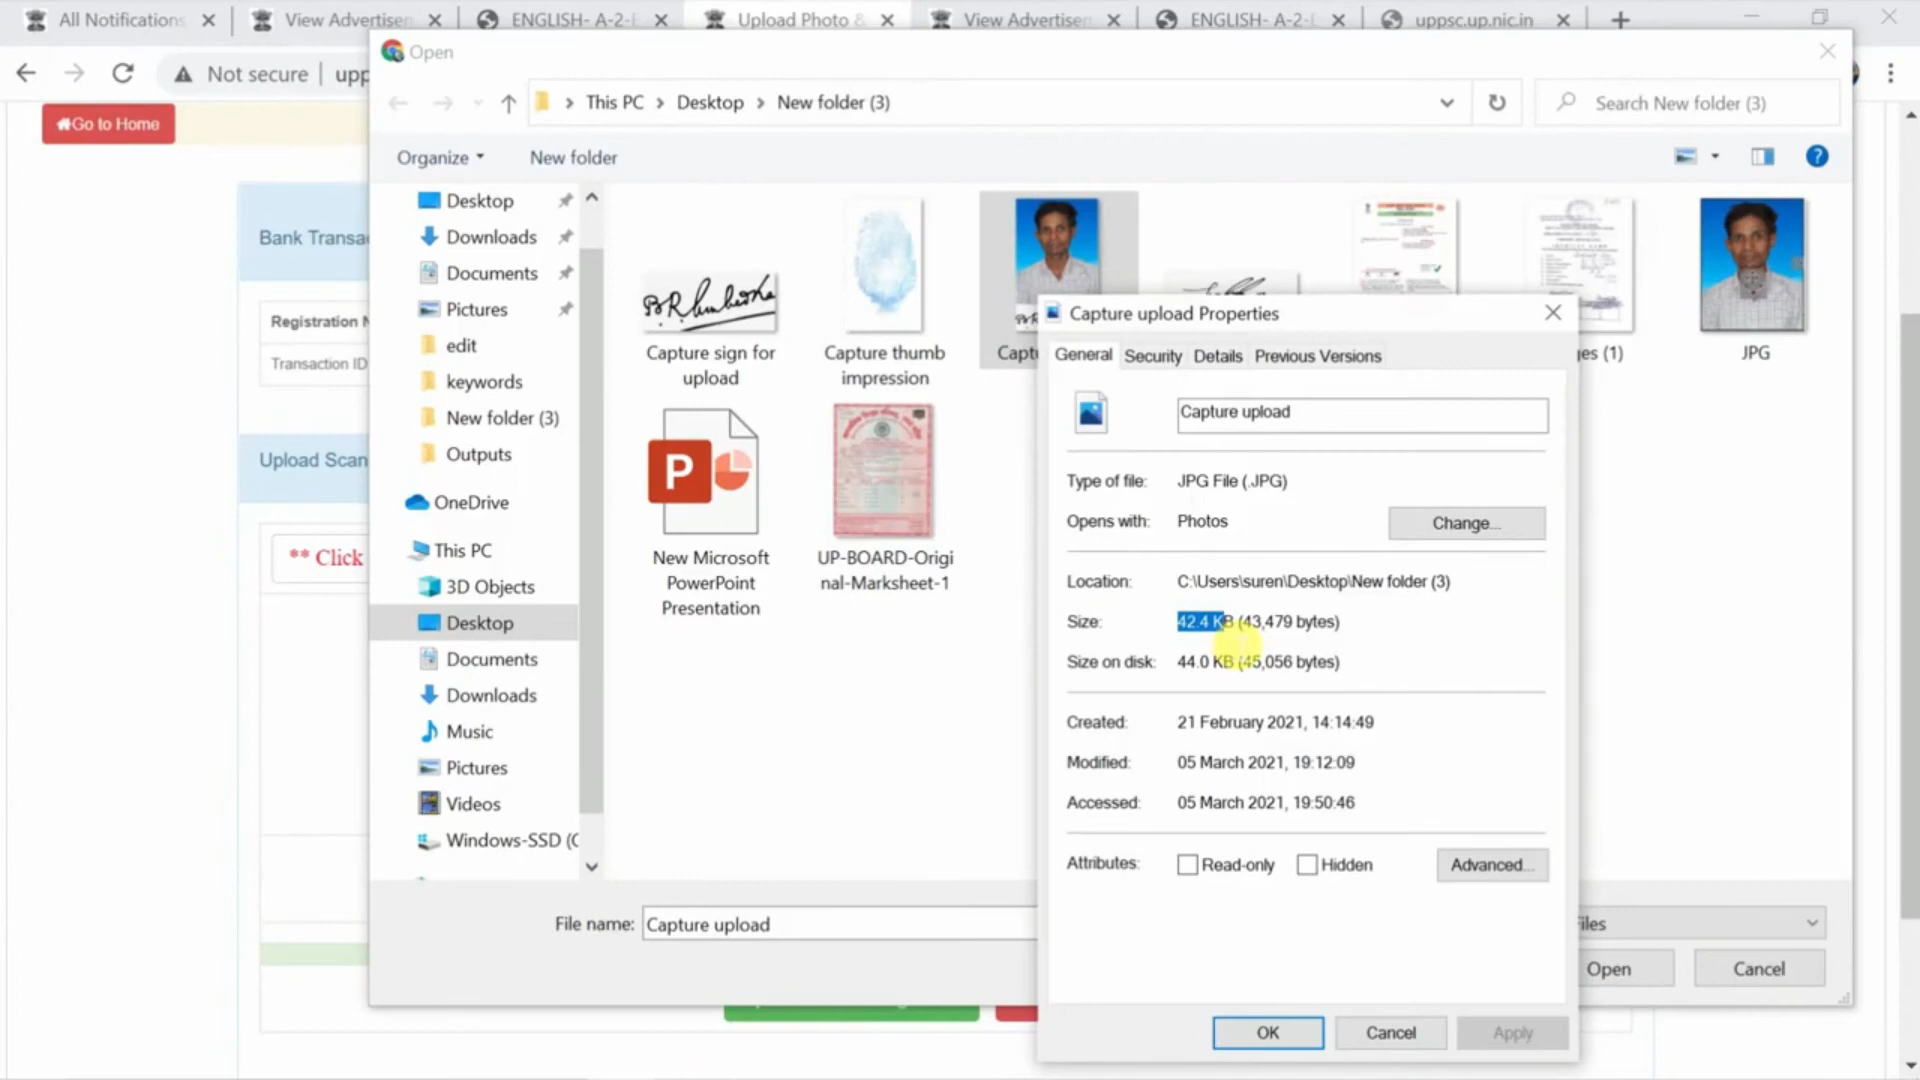 All Notifications
View Advertisem
ENGLISH- A-2-E
Upload Photo &
View Advertisem
ENGLISH- A-2-E
uppsc.up.nic.in
Not secure
upp
Open
Go to Home
This PC > Desktop > New folder (3)
Search New folder (3)
Organize
New folder
Bank Transac
Registration N
Transaction ID
Upload Scan
** Click
Desktop
Downloads
Documents
Pictures
edit
keywords
New folder (3)
Outputs
OneDrive
This PC
3D Objects
Desktop
Documents
Downloads
Music
Pictures
Videos
Windows-SSD (C
Capture sign for
upload
Capture thumb
impression
Captu
ges (1)
JPG
New Microsoft
PowerPoint
Presentation
UP-BOARD-Origi
nal-Marksheet-1
Capture upload Properties
General
Security
Details
Previous Versions
Capture upload
Type of file: JPG File (.JPG)
Opens with: Photos
Change...
Location: C:\Users\suren\Desktop\New folder (3)
Size: 42.4 KB (43,479 bytes)
Size on disk: 44.0 KB (45,056 bytes)
Created: 21 February 2021, 14:14:49
Modified: 05 March 2021, 19:12:09
Accessed: 05 March 2021, 19:50:46
Attributes: Read-only Hidden
Advanced...
File name: Capture upload
Files
Open
Cancel
OK
Cancel
Apply